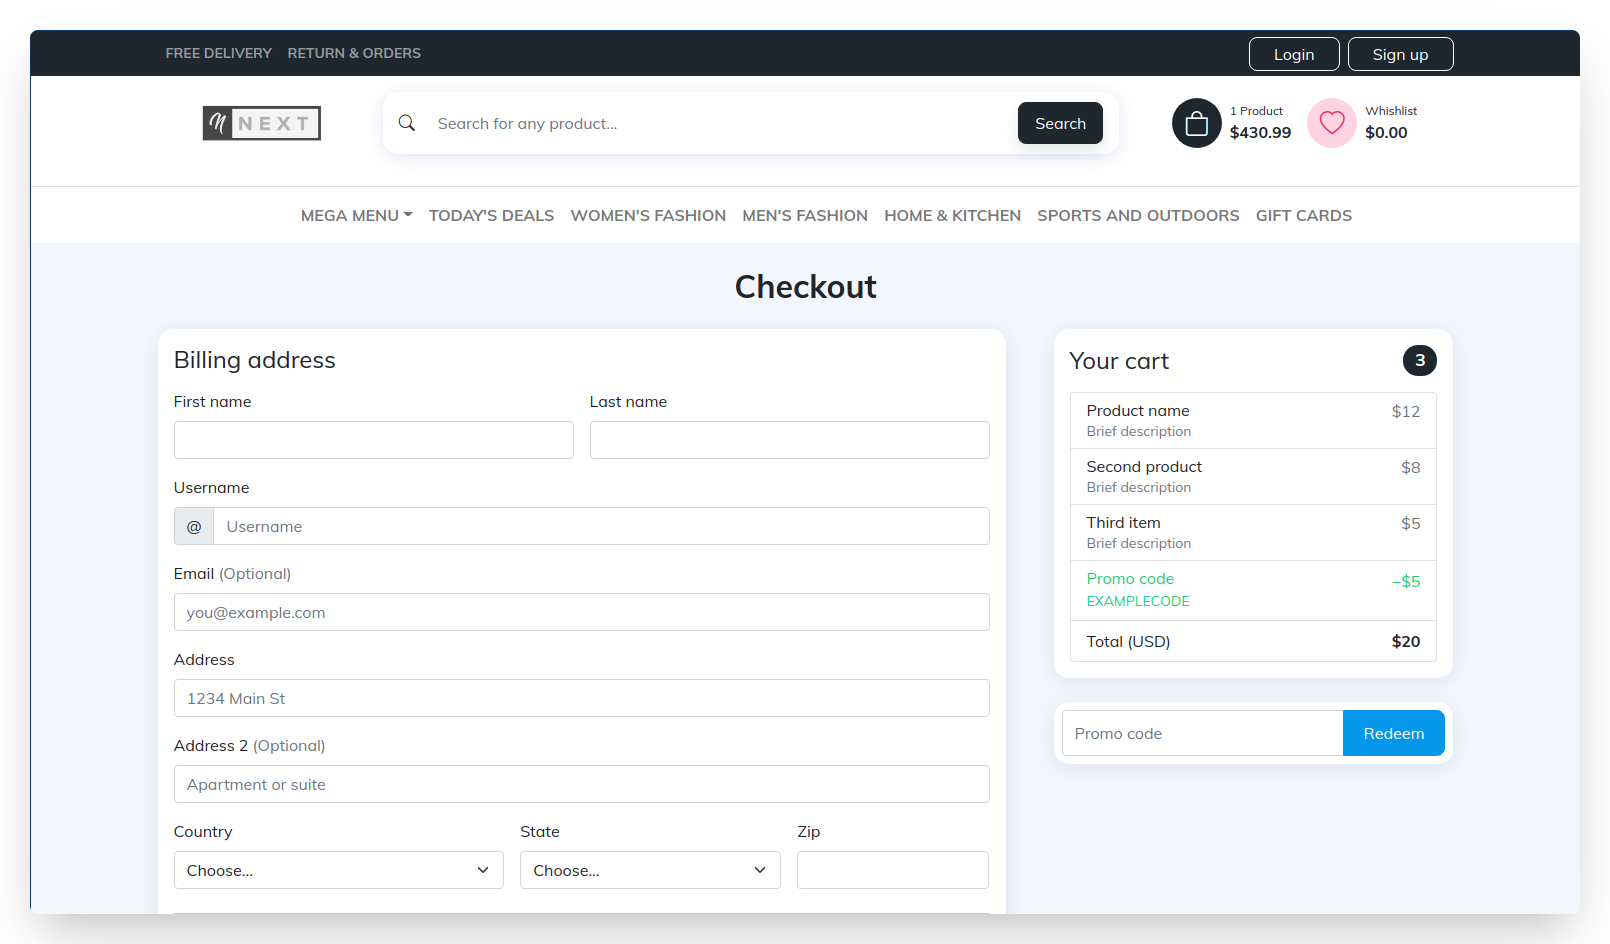 FREE DELIVERY RETURN & ORDERS Login Sign up
N NEXT
Search for any product... Search
1 Product
$430.99
Whishlist
$0.00
MEGA MENU TODAY'S DEALS WOMEN'S FASHION MEN'S FASHION HOME & KITCHEN SPORTS AND OUTDOORS GIFT CARDS
Checkout
Billing address
First name Last name
Username
@ Username
Email (Optional)
you@example.com
Address
1234 Main St
Address 2 (Optional)
Apartment or suite
Country State Zip
Choose... Choose...
Your cart 3
Product name $12
Brief description
Second product $8
Brief description
Third item $5
Brief description
Promo code −$5
EXAMPLECODE
Total (USD) $20
Promo code Redeem